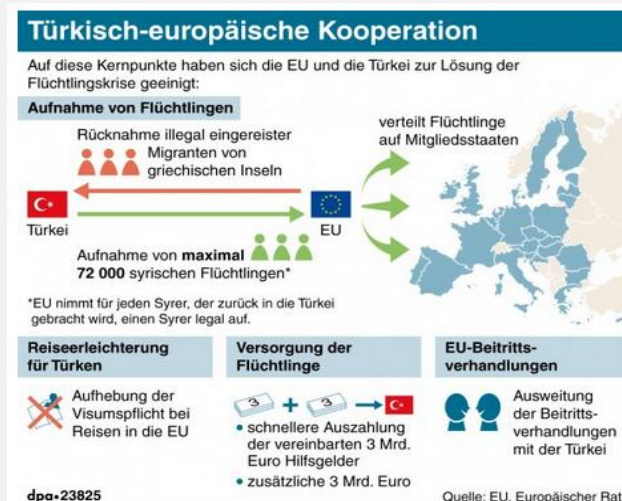 Türkisch-europäische Kooperation
Auf diese Kernpunkte haben sich die EU und die Türkei zur Lösung der
Flüchtlingskrise geeinigt:
Aufnahme von Flüchtlingen
Rücknahme illegal eingereister
Migranten von
griechischen Inseln
verteilt Flüchtlinge
auf Mitgliedsstaaten
Türkei
EU
Aufnahme von maximal
72 000 syrischen Flüchtlingen*
*EU nimmt für jeden Syrer, der zurück in die Türkei
gebracht wird, einen Syrer legal auf.
Reiseerleichterung
für Türken
Aufhebung der
Visumspflicht bei
Reisen in die EU
Versorgung der
Flüchtlinge
3 + 3
• schnellere Auszahlung
der vereinbarten 3 Mrd.
Euro Hilfsgelder
• zusätzliche 3 Mrd. Euro
EU-Beitritts-
verhandlungen
Ausweitung
der Beitritts-
verhandlungen
mit der Türkei
dpa•23825
Quelle: EU, Europäischer Rat